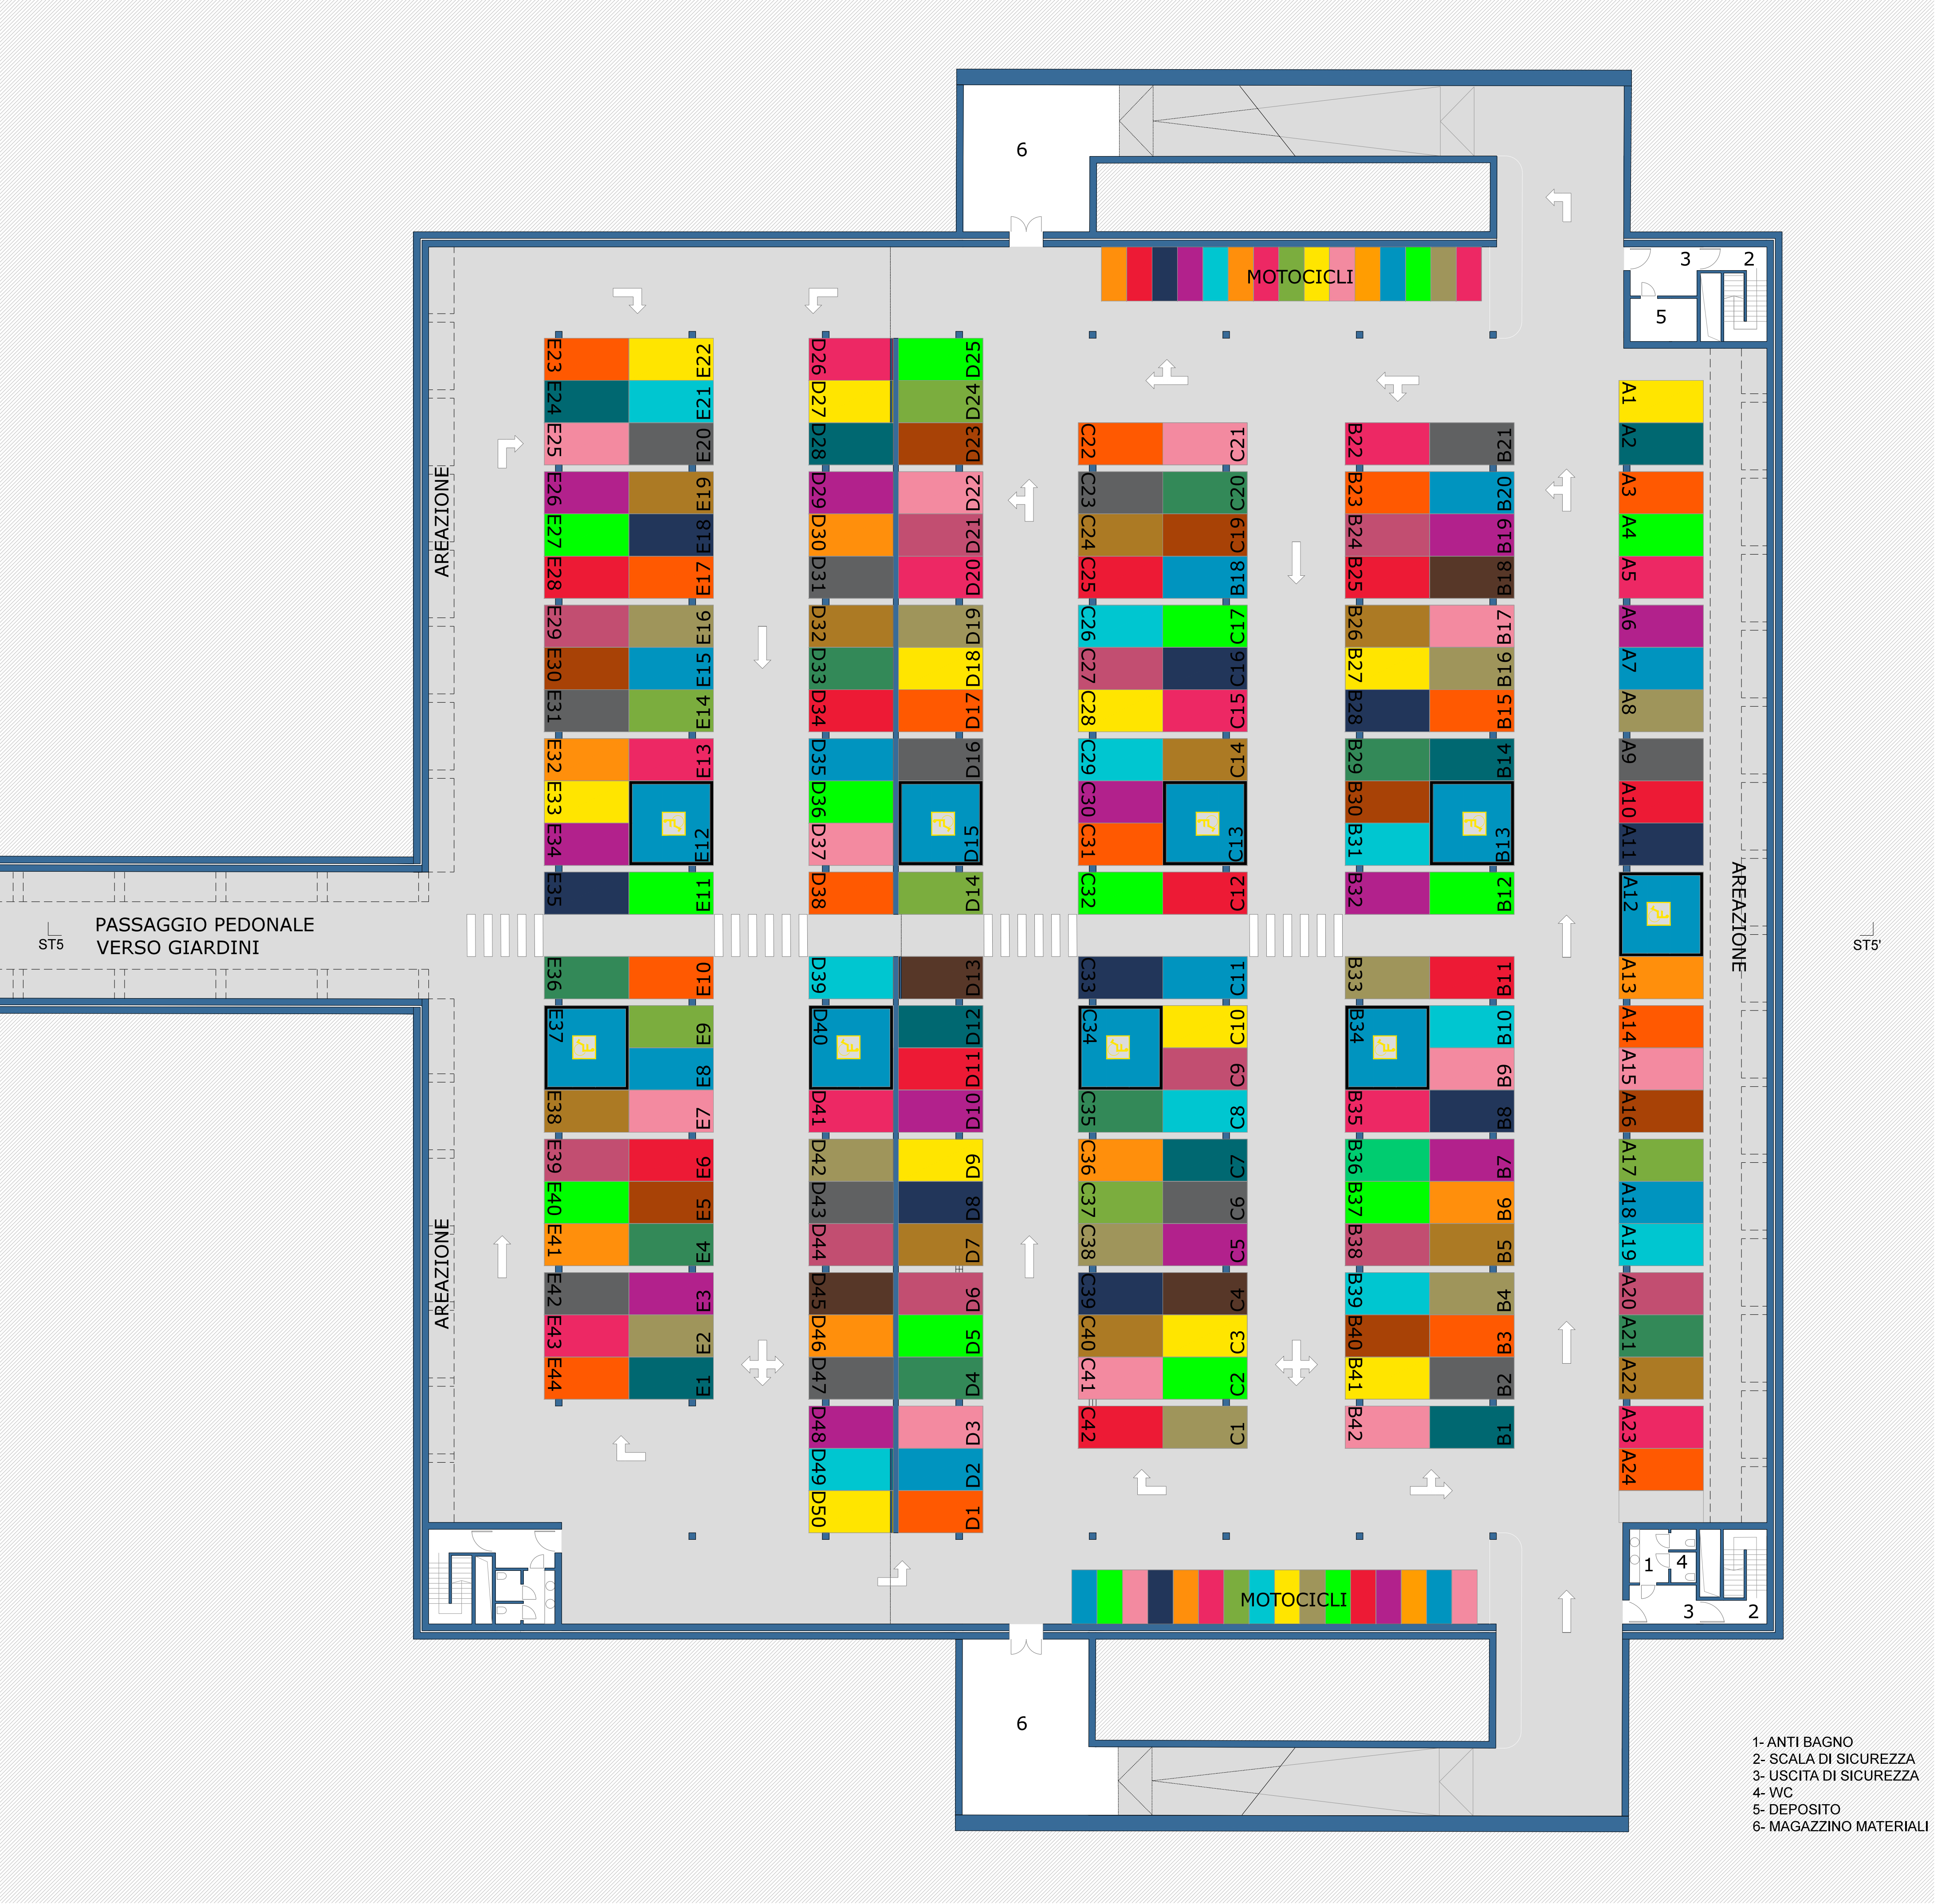 6
MOTOCICLI
3 2
5
E23 E22 D26 D25
E24 E21 D27 D24 A1
E25 E20 D28 D23 C22 C21 B22 B21 A2
E26 E19 D29 D22 C23 C20 B23 B20 A3
E27 E18 D30 D21 C24 C19 B24 B19 A4
E28 E17 D31 D20 C25 B18 B25 B18 A5
AREAZIONE
E29 E16 D32 D19 C26 C17 B26 B17 A6
E30 E15 D33 D18 C27 C16 B27 B16 A7
E31 E14 D34 D17 C28 C15 B28 B15 A8
E32 E13 D35 D16 C29 C14 B29 B14 A9
E33 D36 C30 B30 A10
E34 E12 D37 D15 C31 C13 B31 B13 A11
E35 E11 D38 D14 C32 C12 B32 B12 A12
AREAZIONE
PASSAGGIO PEDONALE
VERSO GIARDINI
ST5
ST5'
E36 E10 D39 D13 C33 C11 B33 B11 A13
E37 E9 D40 D12 C34 C10 B34 B10 A14
E8 D11 C9 B9 A15
E38 E7 D41 D10 C35 C8 B35 B8 A16
E39 E6 D42 D9 C36 C7 B36 B7 A17
E40 E5 D43 D8 C37 C6 B37 B6 A18
E41 E4 D44 D7 C38 C5 B38 B5 A19
AREAZIONE
E42 E3 D45 D6 C39 C4 B39 B4 A20
E43 E2 D46 D5 C40 C3 B40 B3 A21
E44 E1 D47 D4 C41 C2 B41 B2 A22
D48 D3 C42 C1 B42 B1 A23
D49 D2 A24
D50 D1
1 4
MOTOCICLI
3 2
6
1- ANTI BAGNO
2- SCALA DI SICUREZZA
3- USCITA DI SICUREZZA
4- WC
5- DEPOSITO
6- MAGAZZINO MATERIALI